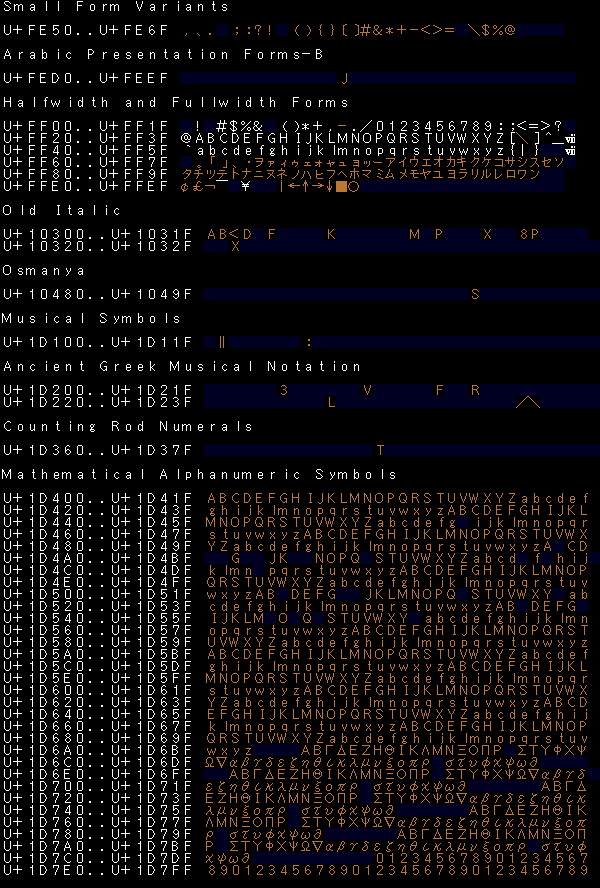 Small Form Variants
U+FE50..U+FE6F ,､. ;:?! (){}[]#&*+-<>= \$%@
Arabic Presentation Forms-B
U+FED0..U+FEEF J
Halfwidth and Fullwidth Forms
U+FF00..U+FF1F ! #$%& ()*+,-./0123456789:;<=>?
U+FF20..U+FF3F @ABCDEFGHIJKLMNOPQRSTUVWXYZ[\]^_
U+FF40..U+FF5F `abcdefghijklmnopqrstuvwxyz{|}
U+FF60..U+FF7F ｡｢｣､･ｦｧｨｩｪｫｬｭｮｯｰｱｲｳｴｵｶｷｸｹｺｻｼｽｾｿ
U+FF80..U+FF9F ﾀﾁﾂﾃﾄﾅﾆﾇﾈﾉﾊﾋﾌﾍﾎﾏﾐﾑﾒﾓﾔﾕﾖﾗﾘﾙﾚﾛﾜﾝ
U+FFE0..U+FFEF ¢£¬¯ ¥ |←↑→↓■○
Old Italic
U+10300..U+1031F AB<D F K M P X 8P
U+10320..U+1032F X
Osmanya
U+10480..U+1049F S
Musical Symbols
U+1D100..U+1D11F ‖ :
Ancient Greek Musical Notation
U+1D200..U+1D21F 3 V F R
U+1D220..U+1D23F L ／＼
Counting Rod Numerals
U+1D360..U+1D37F T
Mathematical Alphanumeric Symbols
U+1D400..U+1D41F ABCDEFGHIJKLMNOPQRSTUVWXYZabcdef
U+1D420..U+1D43F ghijklmnopqrstuvwxyzABCDEFGHIJKL
U+1D440..U+1D45F MNOPQRSTUVWXYZabcdefg ijklmnopqr
U+1D460..U+1D47F stuvwxyzABCDEFGHIJKLMNOPQRSTUVWX
U+1D480..U+1D49F YZabcdefghijklmnopqrstuvwxyzA CD
U+1D4A0..U+1D4BF G JK NOPQ STUVWXYZabcd f hij
U+1D4C0..U+1D4DF klmn pqrstuvwxyzABCDEFGHIJKLMNOP
U+1D4E0..U+1D4FF QRSTUVWXYZabcdefghijklmnopqrstuv
U+1D500..U+1D51F wxyzAB DEFG JKLMNOPQ STUVWXY ab
U+1D520..U+1D53F cdefghijklmnopqrstuvwxyzAB DEFG
U+1D540..U+1D55F IJKLM O STUVWXY abcdefghijklmn
U+1D560..U+1D57F opqrstuvwxyzABCDEFGHIJKLMNOPQRST
U+1D580..U+1D59F UVWXYZabcdefghijklmnopqrstuvwxyz
U+1D5A0..U+1D5BF ABCDEFGHIJKLMNOPQRSTUVWXYZabcdef
U+1D5C0..U+1D5DF ghijklmnopqrstuvwxyzABCDEFGHIJKL
U+1D5E0..U+1D5FF MNOPQRSTUVWXYZabcdefghijklmnopqr
U+1D600..U+1D61F stuvwxyzABCDEFGHIJKLMNOPQRSTUVWX
U+1D620..U+1D63F YZabcdefghijklmnopqrstuvwxyzABCD
U+1D640..U+1D65F EFGHIJKLMNOPQRSTUVWXYZabcdefghij
U+1D660..U+1D67F klmnopqrstuvwxyzABCDEFGHIJKLMNOP
U+1D680..U+1D69F QRSTUVWXYZabcdefghijklmnopqrstuv
U+1D6A0..U+1D6BF wxyz ΑΒΓΔΕΖΗΘΙΚΛΜΝΞΟΠΡ ΣΤΥΦΧΨ
U+1D6C0..U+1D6DF Ω∇αβγδεζηθικλμνξοπρ στυφχψω∂
U+1D6E0..U+1D6FF ΑΒΓΔΕΖΗΘΙΚΛΜΝΞΟΠΡ ΣΤΥΦΧΨΩ∇αβγδ
U+1D700..U+1D71F εζηθικλμνξοπρ στυφχψω∂ ΑΒΓΔ
U+1D720..U+1D73F ΕΖΗΘΙΚΛΜΝΞΟΠΡ ΣΤΥΦΧΨΩ∇αβγδεζηθικ
U+1D740..U+1D75F λμνξοπρ στυφχψω∂ ΑΒΓΔΕΖΗΘΙΚ
U+1D760..U+1D77F ΛΜΝΞΟΠΡ ΣΤΥΦΧΨΩ∇αβγδεζηθικλμνξοπ
U+1D780..U+1D79F ρ στυφχψω∂ ΑΒΓΔΕΖΗΘΙΚΛΜΝΞΟΠ
U+1D7A0..U+1D7BF Ρ ΣΤΥΦΧΨΩ∇αβγδεζηθικλμνξοπρ στυφ
U+1D7C0..U+1D7DF χψω∂ 012345678901234567
U+1D7E0..U+1D7FF 89012345678901234567890123456789